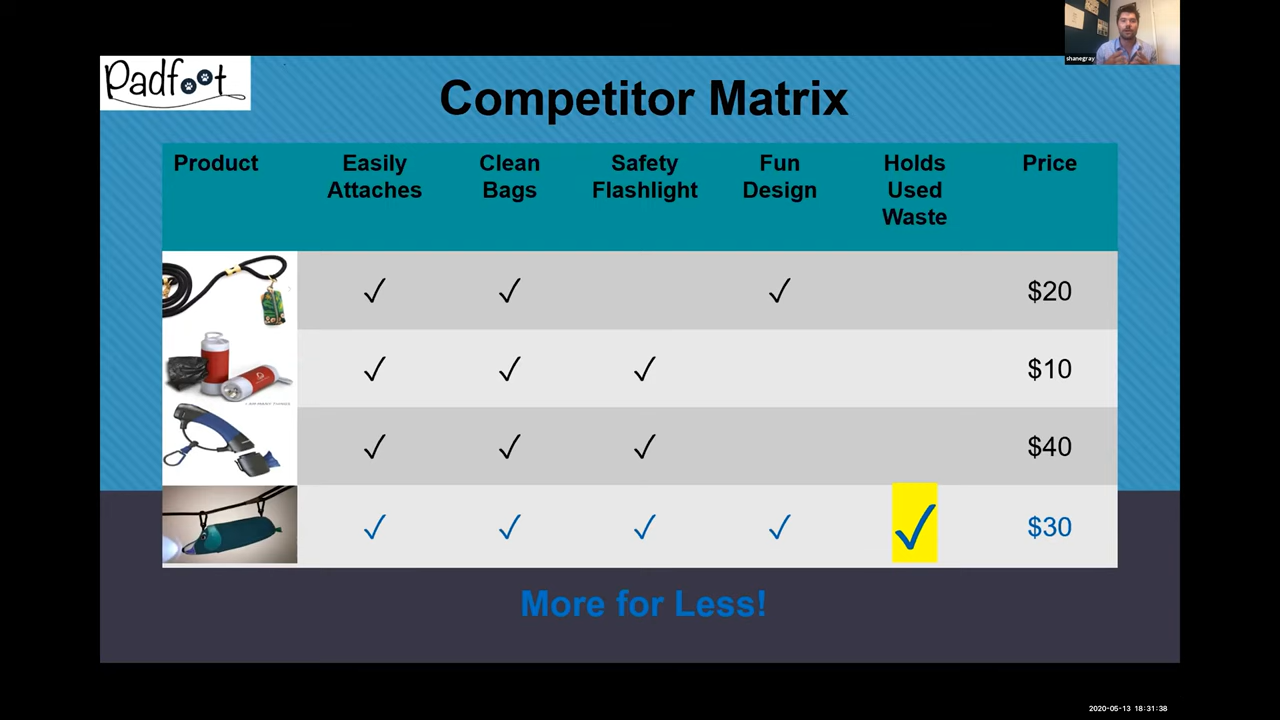 shanegray
Padfoot
Competitor Matrix
Product
Easily
Attaches
Clean
Bags
Safety
Flashlight
Fun
Design
Holds
Used
Waste
Price
✓ ✓ ✓ $20
✓ ✓ ✓ $10
✓ ✓ ✓ $40
✓ ✓ ✓ ✓ ✓ $30
More for Less!
2020-05-13 18:31:38